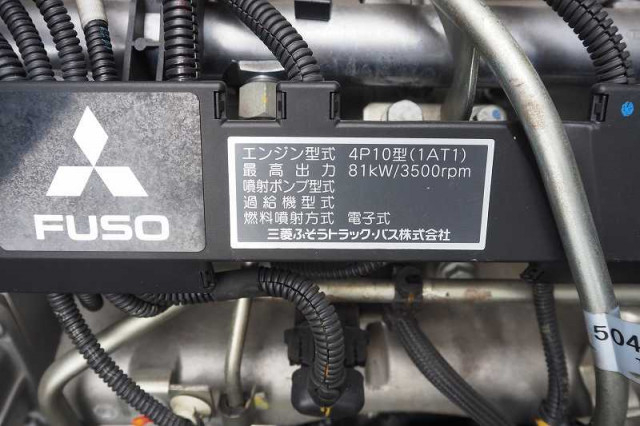 FUSO
エンジン型式 4P10型(1AT1)
最高出力 81kW/3500rpm
噴射ポンプ型式
過給機型式
燃料噴射方式 電子式
三菱ふそうトラック・バス株式会社
504